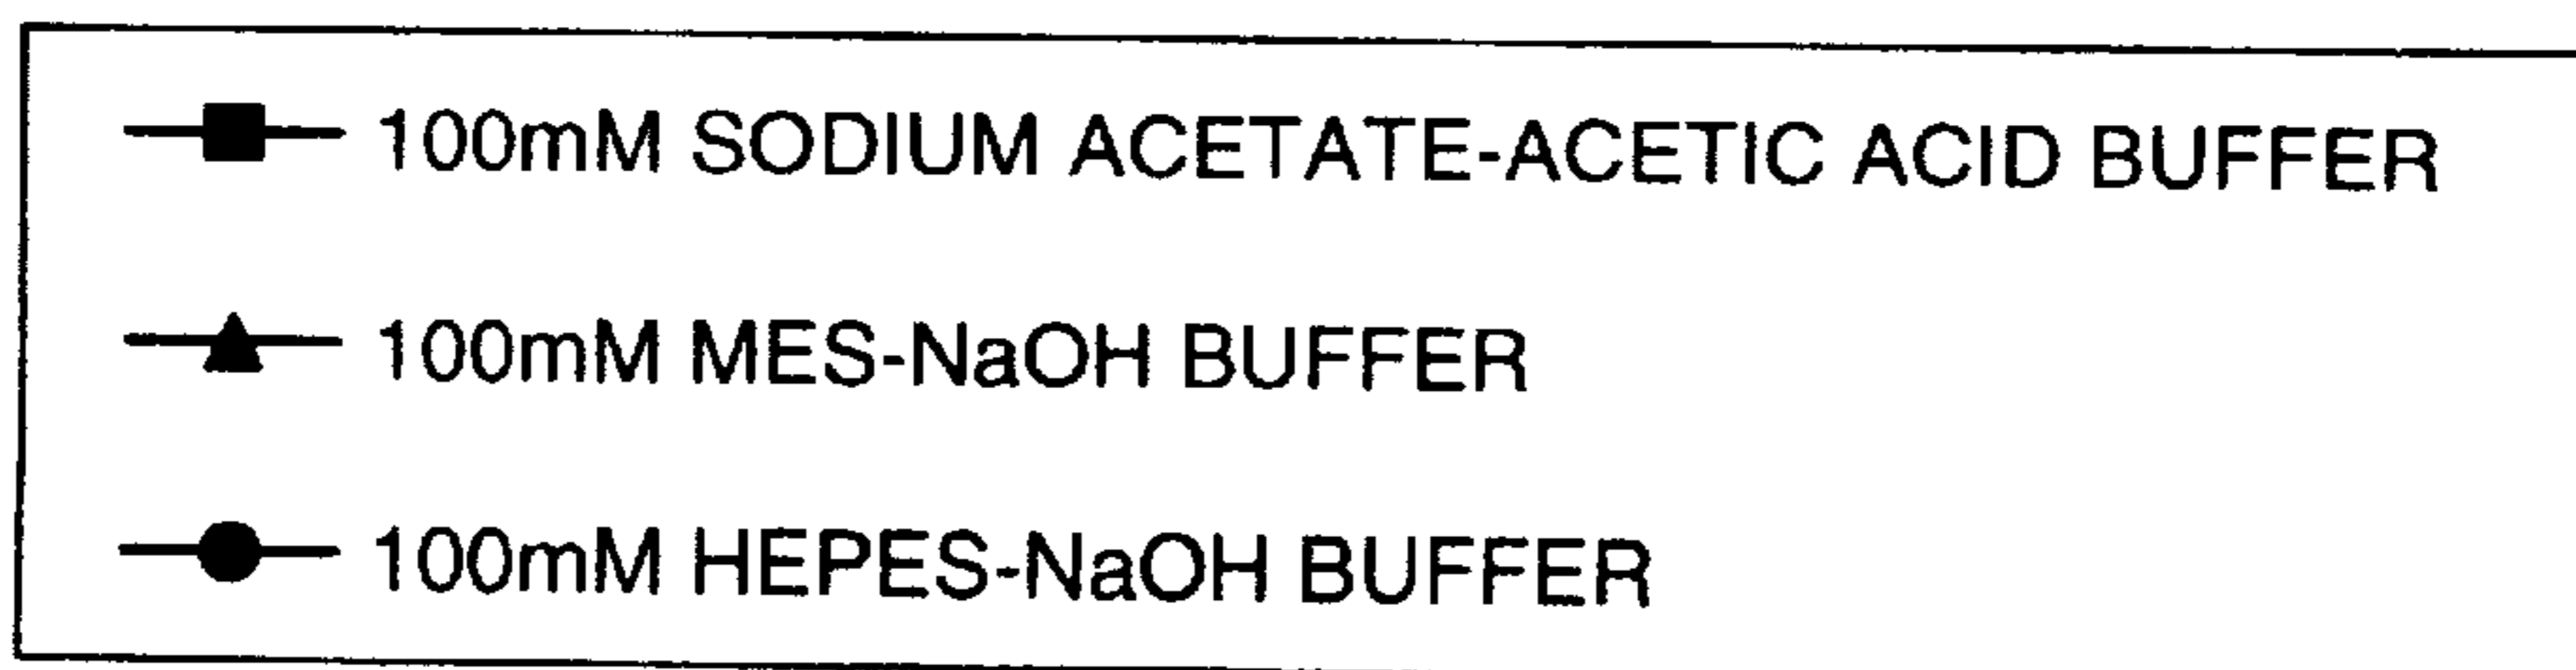 100mM SODIUM ACETATE-ACETIC ACID BUFFER
100mM MES-NaOH BUFFER
100mM HEPES-NaOH BUFFER